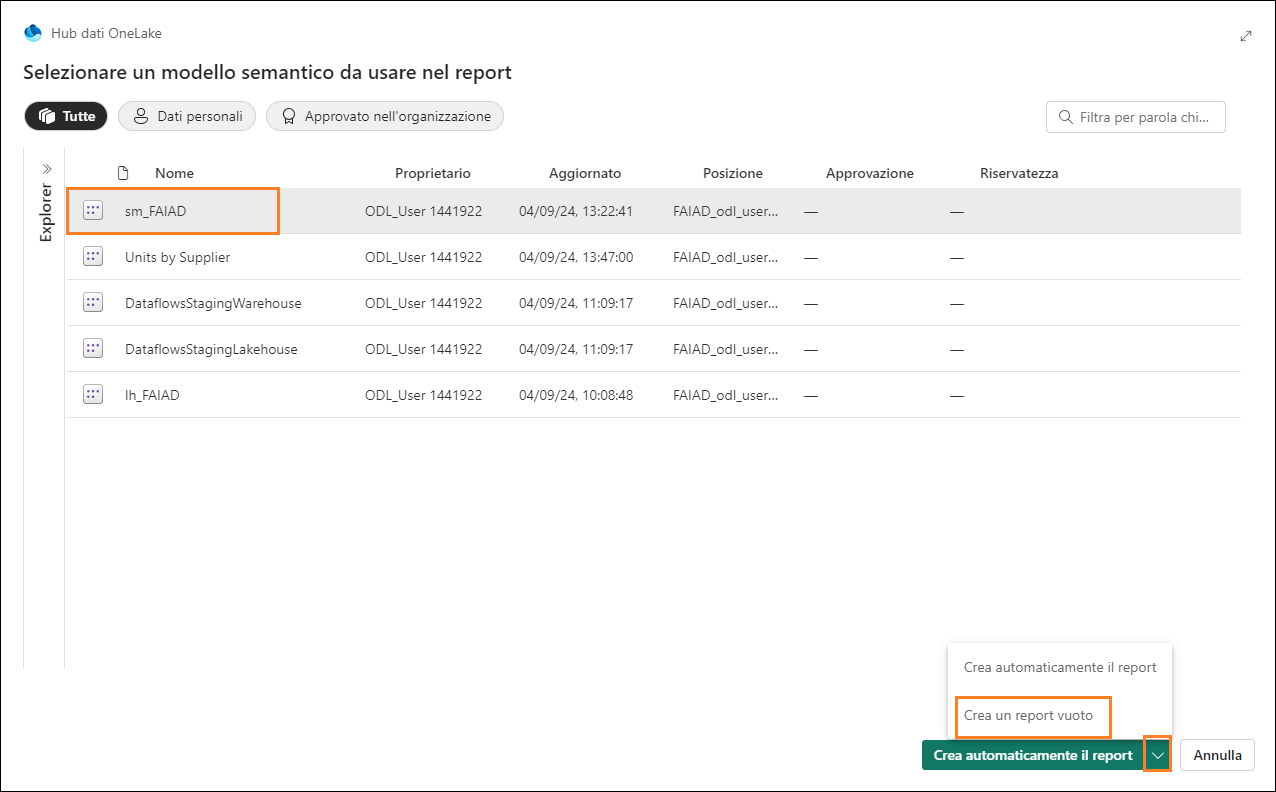 Hub dati OneLake
Selezionare un modello semantico da usare nel report
Tutte Dati personali Approvato nell'organizzazione Filtra per parola chi...
Explorer
Nome Proprietario Aggiornato Posizione Approvazione Riservatezza
sm_FAIAD ODL_User 1441922 04/09/24, 13:22:41 FAIAD_odl_user... — —
Units by Supplier ODL_User 1441922 04/09/24, 13:47:00 FAIAD_odl_user... — —
DataflowsStagingWarehouse ODL_User 1441922 04/09/24, 11:09:17 FAIAD_odl_user... — —
DataflowsStagingLakehouse ODL_User 1441922 04/09/24, 11:09:17 FAIAD_odl_user... — —
lh_FAIAD ODL_User 1441922 04/09/24, 10:08:48 FAIAD_odl_user... — —
Crea automaticamente il report
Crea un report vuoto
Crea automaticamente il report Annulla